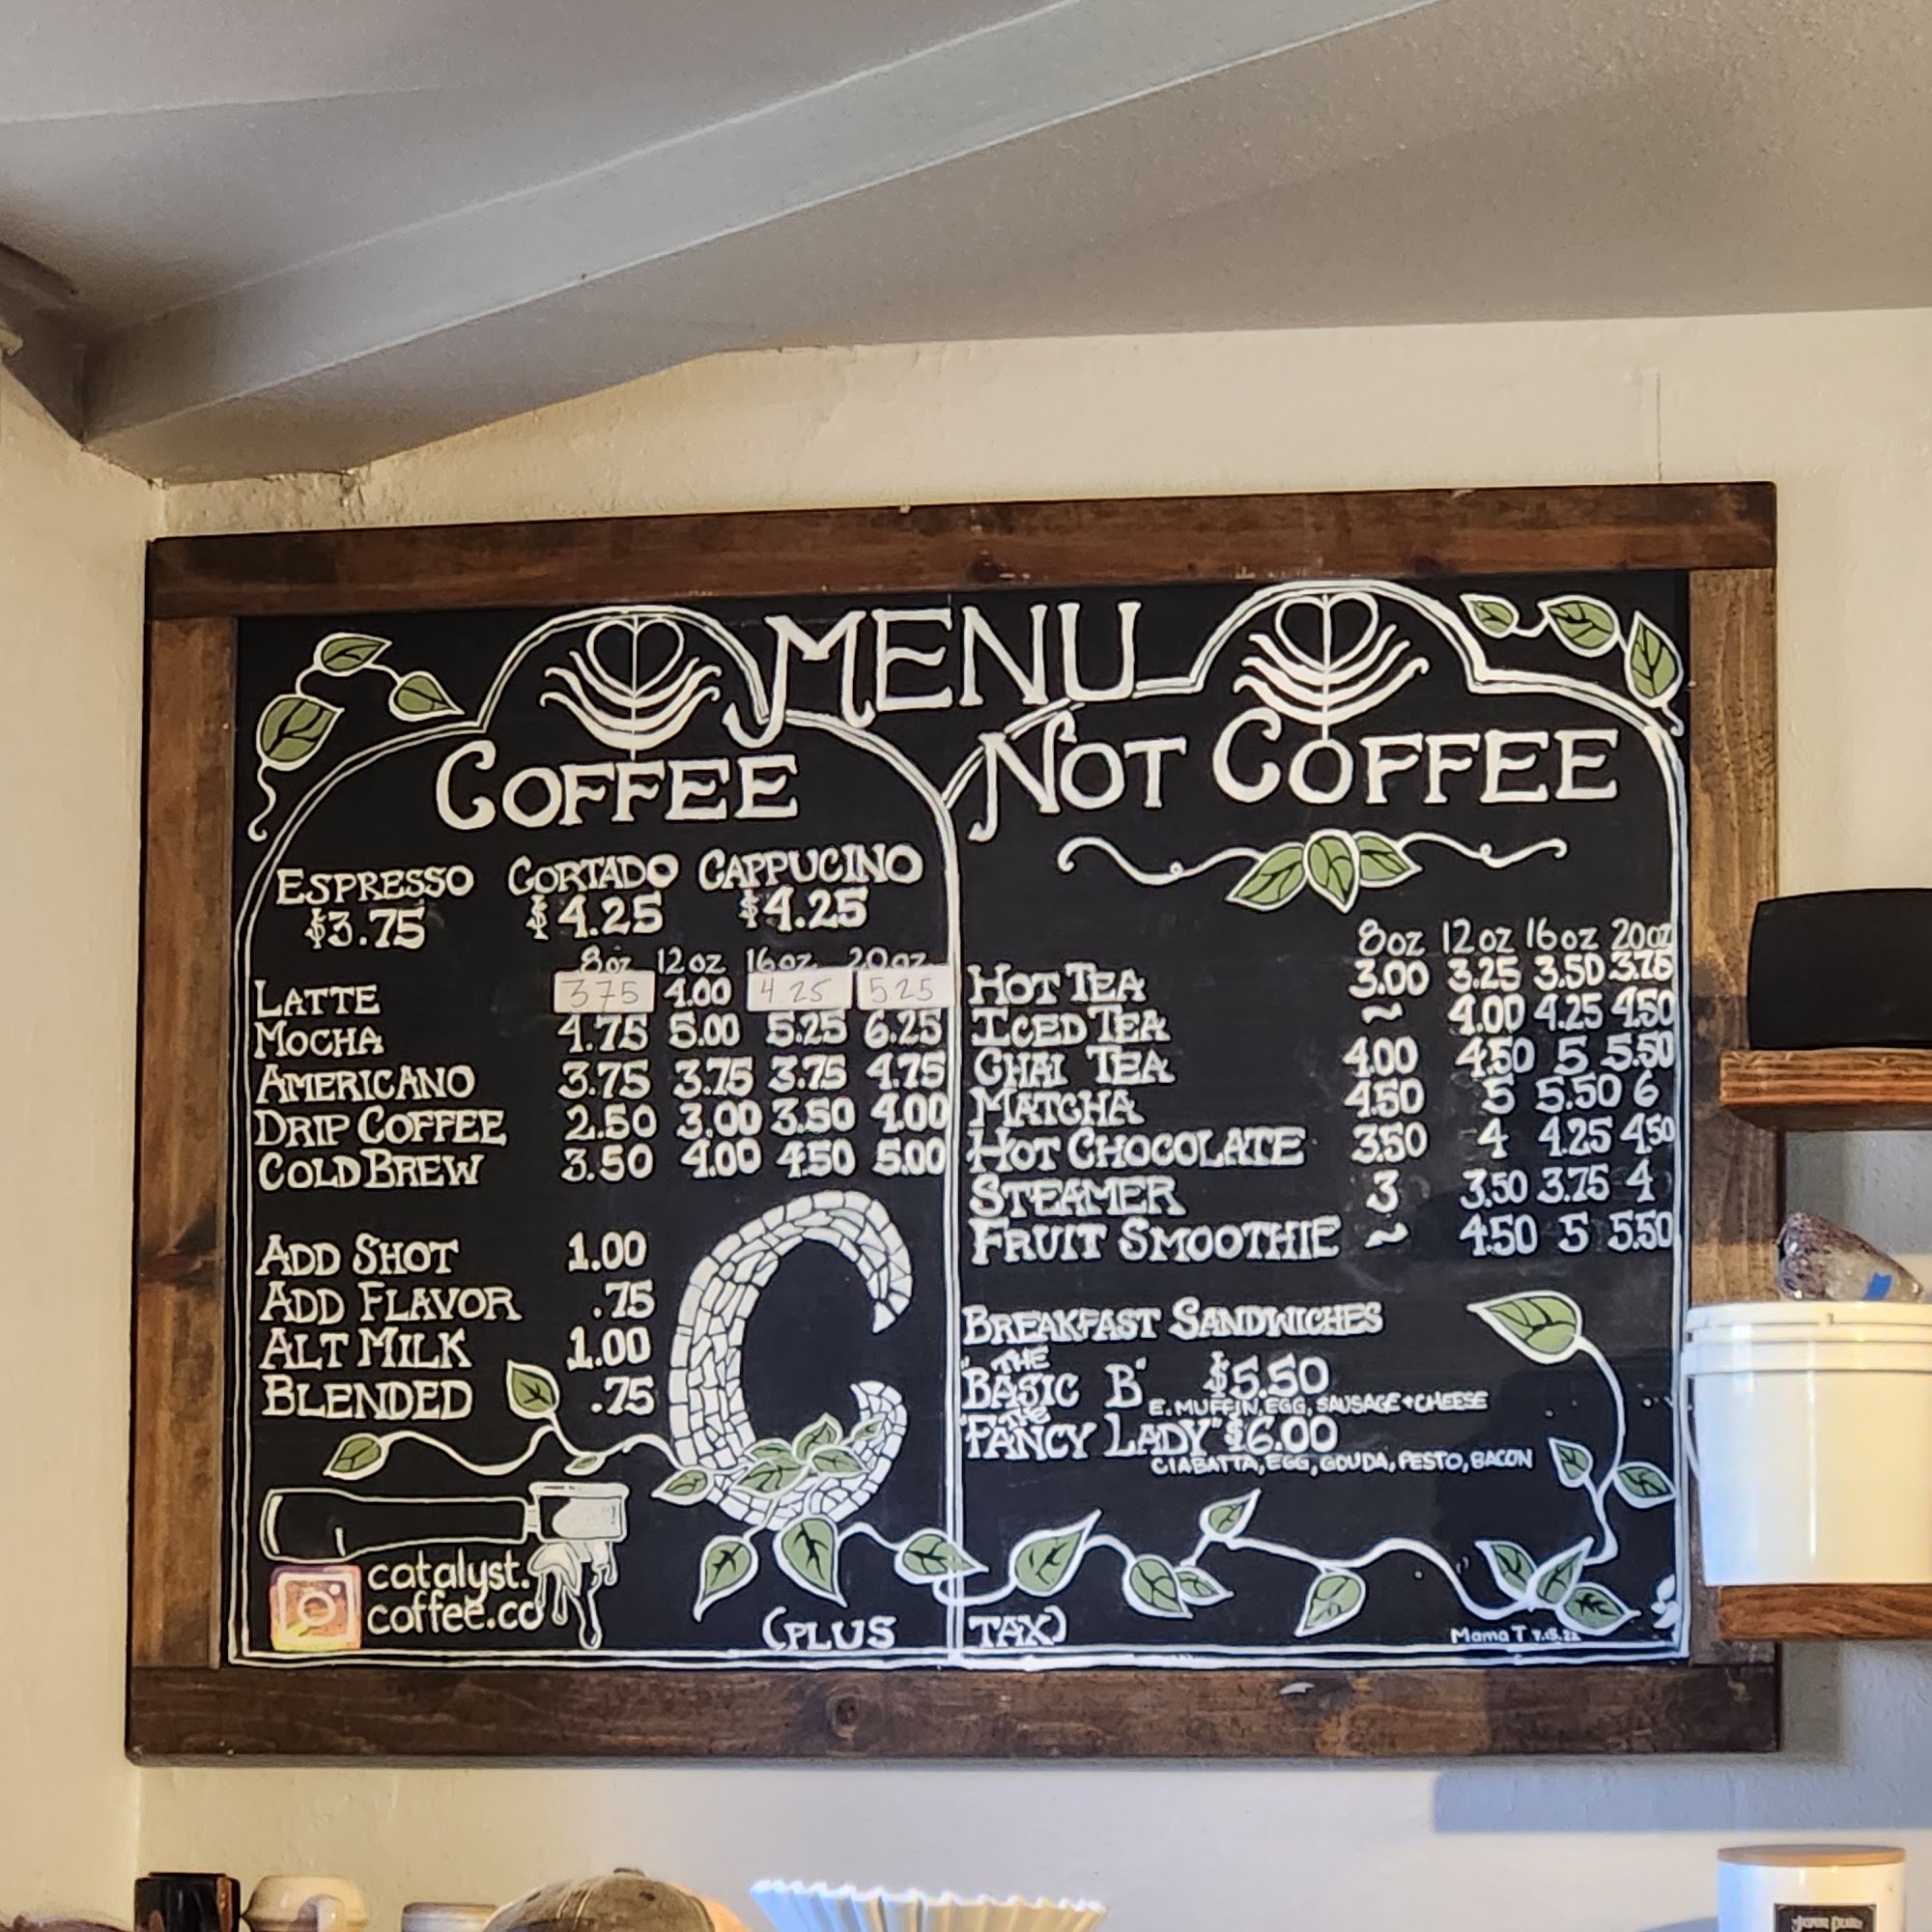 MENU
COFFEE
ESPRESSO CORTADO CAPPUCINO
$3.75 $4.25 $4.25
8oz 12oz 16oz 20oz
LATTE 3.75 4.00 4.25 5.25
MOCHA 4.75 5.00 5.25 6.25
AMERICANO 3.75 3.75 3.75 4.75
DRIP COFFEE 2.50 3.00 3.50 4.00
COLD BREW 3.50 4.00 4.50 5.00
ADD SHOT 1.00
ADD FLAVOR .75
ALT MILK 1.00
BLENDED .75
catalyst.
coffee.co
NOT COFFEE
8oz 12oz 16oz 20oz
HOT TEA 3.00 3.25 3.50 3.75
ICED TEA ~ 4.00 4.25 4.50
CHAI TEA 4.00 4.50 5 5.50
MATCHA 4.50 5 5.50 6
HOT CHOCOLATE 3.50 4 4.25 4.50
STEAMER 3 3.50 3.75 4
FRUIT SMOOTHIE ~ 4.50 5 5.50
BREAKFAST SANDWICHES
"THE
BASIC B" $5.50
E. MUFFIN, EGG, SAUSAGE + CHEESE
"THE
FANCY LADY" $6.00
CIABATTA, EGG, GOUDA, PESTO, BACON
(PLUS TAX)
Mama T 7.15.22